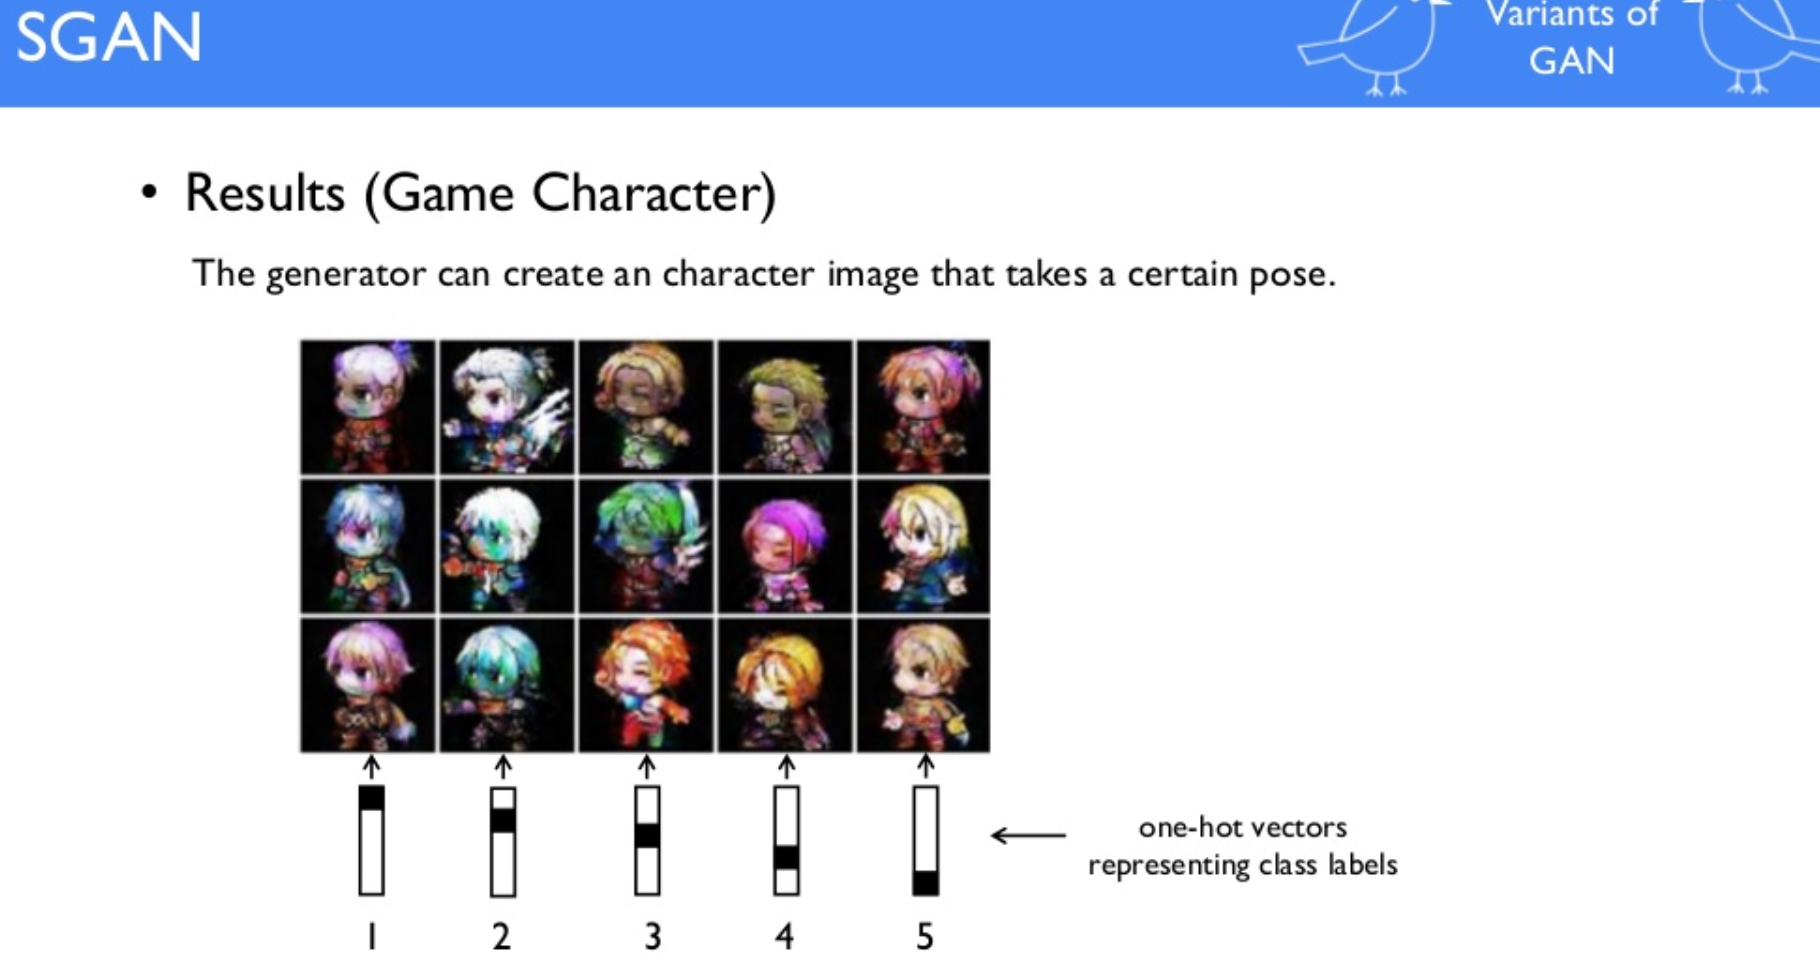 SGAN
Variants of
GAN
• Results (Game Character)
The generator can create an character image that takes a certain pose.
one-hot vectors
representing class labels
1 2 3 4 5